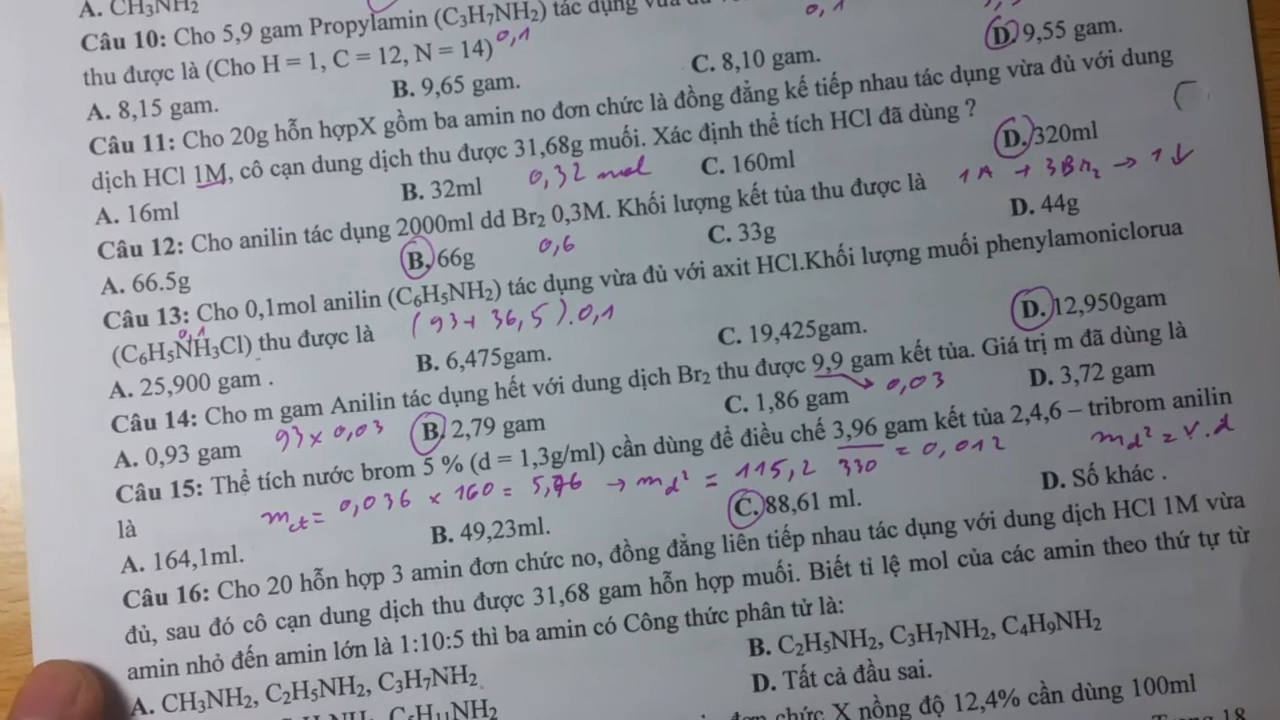 A. CH₃NH₂
Câu 10: Cho 5,9 gam Propylamin (C₃H₇NH₂) tác dụng
0,1
thu được là (Cho H = 1, C = 12, N = 14) 0,1
A. 8,15 gam. B. 9,65 gam. C. 8,10 gam. D. 9,55 gam.
Câu 11: Cho 20g hỗn hợpX gồm ba amin no đơn chức là đồng đẳng kế tiếp nhau tác dụng vừa đủ với dung
dịch HCl 1M, cô cạn dung dịch thu được 31,68g muối. Xác định thể tích HCl đã dùng ?
A. 16ml B. 32ml 0,32 mol C. 160ml D. 320ml
1A + 3Br₂ → 1↓
Câu 12: Cho anilin tác dụng 2000ml dd Br₂ 0,3M. Khối lượng kết tủa thu được là
0,6
A. 66.5g B. 66g C. 33g D. 44g
Câu 13: Cho 0,1mol anilin (C₆H₅NH₂) tác dụng vừa đủ với axit HCl.Khối lượng muối phenylamoniclorua
0,1
(C₆H₅NH₃Cl) thu được là (93+ 36,5).0,1
A. 25,900 gam . B. 6,475gam. C. 19,425gam. D. 12,950gam
Câu 14: Cho m gam Anilin tác dụng hết với dung dịch Br₂ thu được 9,9 gam kết tủa. Giá trị m đã dùng là
→ 0,03
A. 0,93 gam 93 × 0,03 B. 2,79 gam C. 1,86 gam D. 3,72 gam
Câu 15: Thể tích nước brom 5 % (d = 1,3g/ml) cần dùng để điều chế 3,96 gam kết tủa 2,4,6 – tribrom anilin
là mct = 0,036 × 160 = 5,76 → md² = 115,2 330 = 0,012 md² = V.d
A. 164,1ml. B. 49,23ml. C. 88,61 ml. D. Số khác .
Câu 16: Cho 20 hỗn hợp 3 amin đơn chức no, đồng đẳng liên tiếp nhau tác dụng với dung dịch HCl 1M vừa
đủ, sau đó cô cạn dung dịch thu được 31,68 gam hỗn hợp muối. Biết tỉ lệ mol của các amin theo thứ tự từ
amin nhỏ đến amin lớn là 1:10:5 thì ba amin có Công thức phân tử là:
A. CH₃NH₂, C₂H₅NH₂, C₃H₇NH₂ B. C₂H₅NH₂, C₃H₇NH₂, C₄H₉NH₂
D. Tất cả đầu sai.
chức X nồng độ 12,4% cần dùng 100ml
18